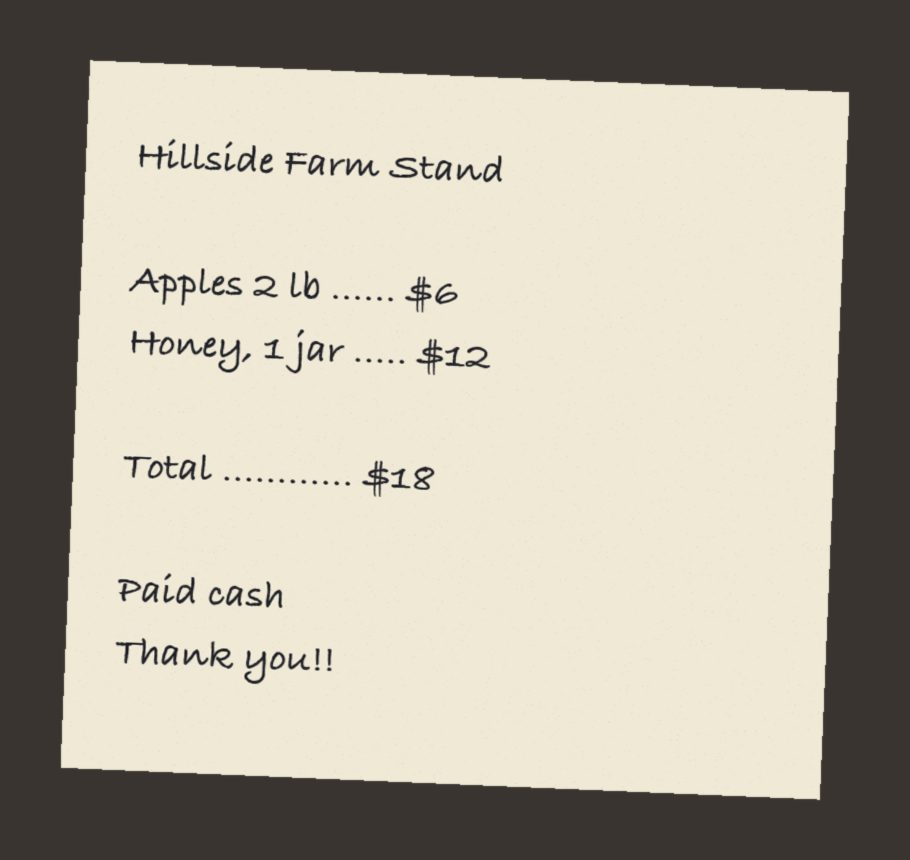 Hillside Farm Stand
Apples 2 lb ...... $6
Honey, 1 jar ..... $12
Total ............ $18
Paid cash
Thank you!!